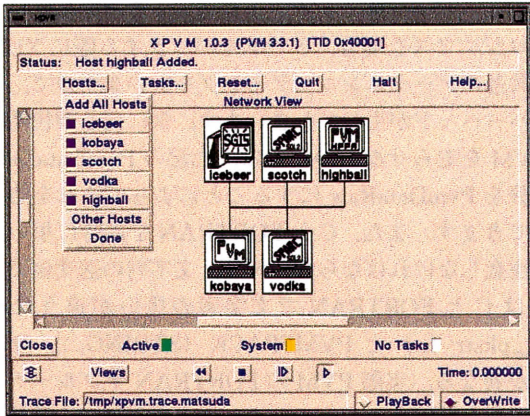 xpvm
X P V M 1.0.3 (PVM 3.3.1) [TID 0x40001]
Status: Host highball Added.
Hosts... Tasks... Reset... Quit Halt Help...
Network View
Add All Hosts
icebeer
kobaya
scotch
vodka
highball
Other Hosts
Done
SGI5
PVM
icebeer scotch highball
PVM
kobaya vodka
Close Active System No Tasks
Views Time: 0.000000
Trace File: /tmp/xpvm.trace.matsuda PlayBack OverWrite